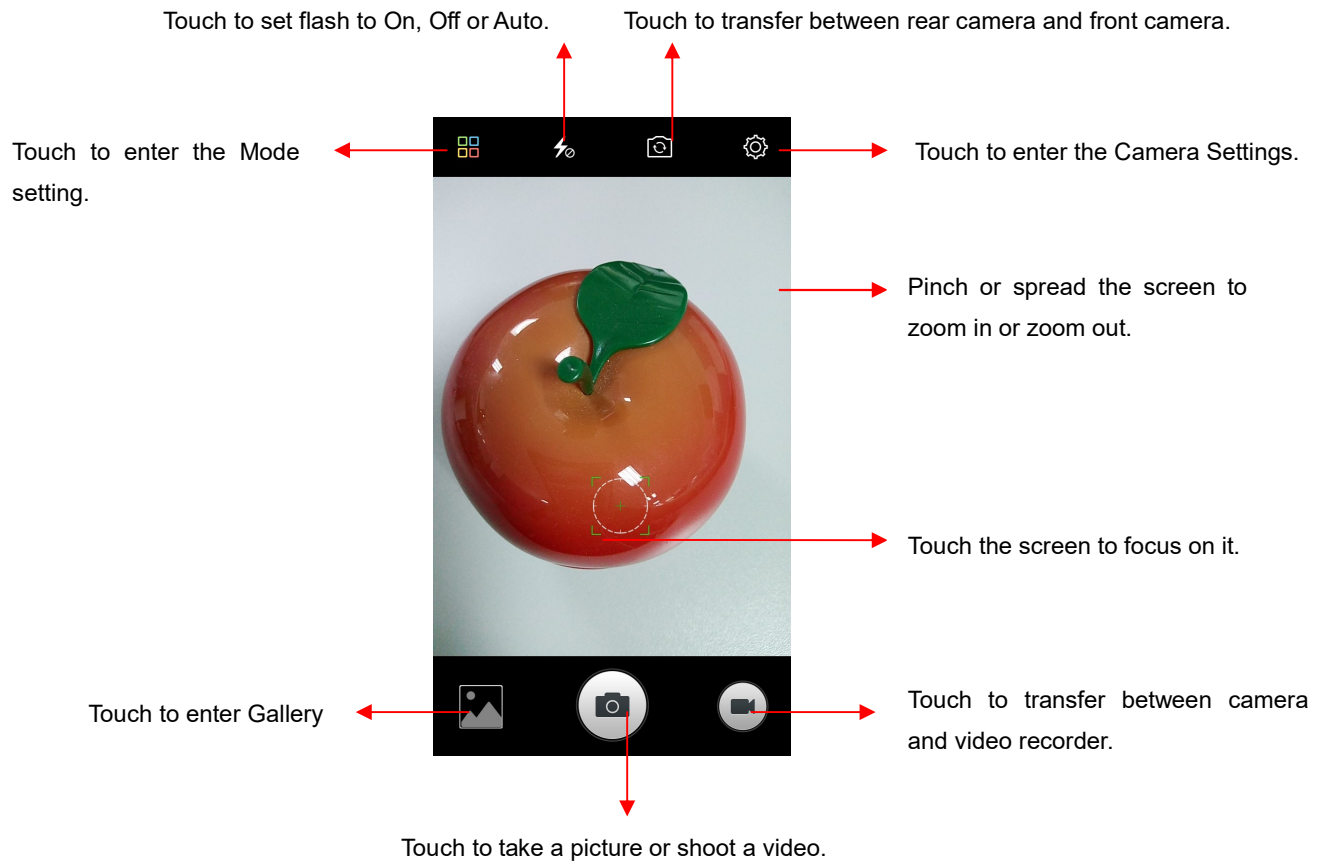 Touch to set flash to On, Off or Auto.
Touch to transfer between rear camera and front camera.
Touch to enter the Mode
setting.
Touch to enter the Camera Settings.
Pinch or spread the screen to
zoom in or zoom out.
Touch the screen to focus on it.
Touch to enter Gallery
Touch to transfer between camera
and video recorder.
Touch to take a picture or shoot a video.